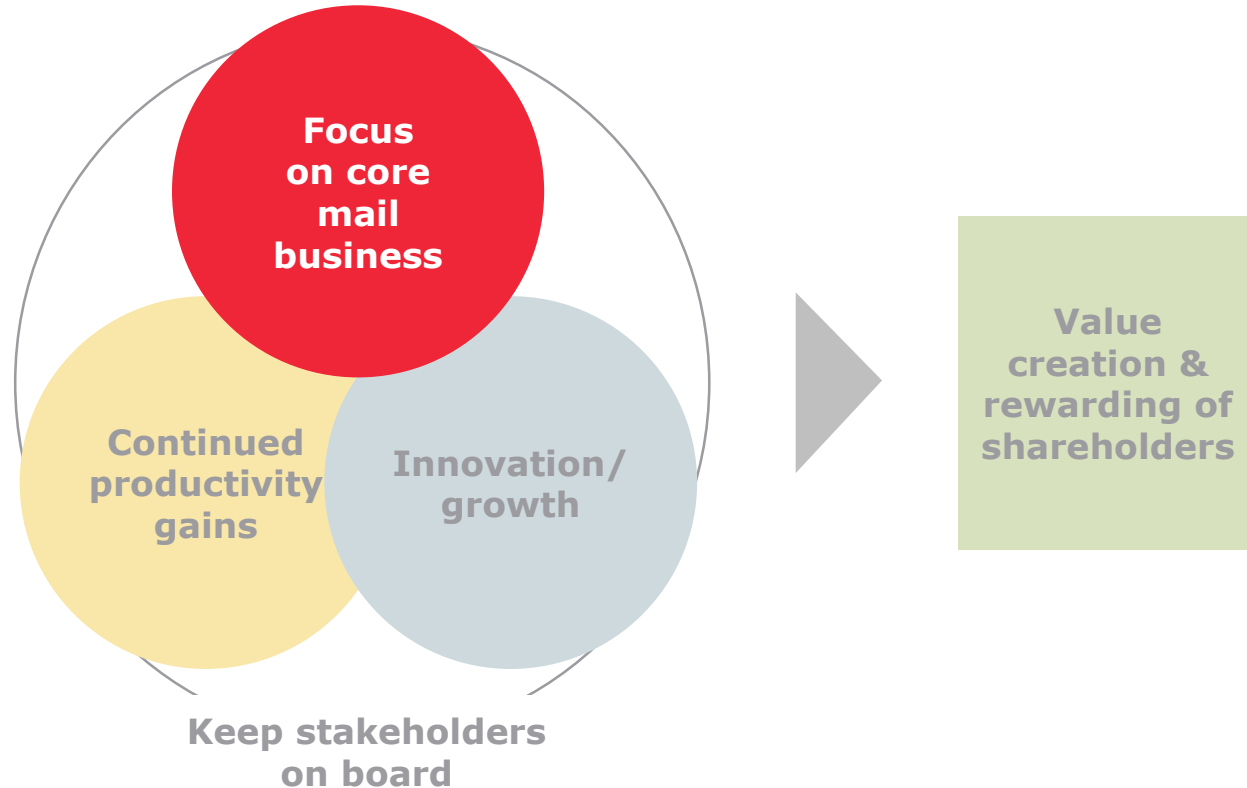 Focus
on core
mail
business
Continued
productivity
gains
Innovation/
growth
Keep stakeholders
on board
Value
creation &
rewarding of
shareholders